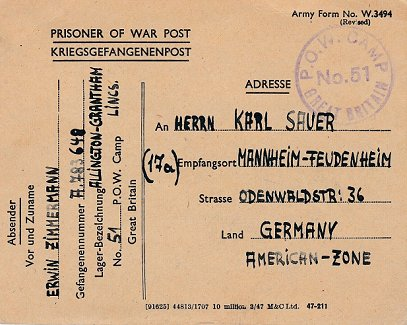 Army Form No. W.3494
(Revised)
PRISONER OF WAR POST
KRIEGSGEFANGENENPOST
P.O.W. CAMP
No. 51
GREAT BRITAIN
ADRESSE
An HERRN KARL SAUER
(17a) Empfangsort MANNHEIM-FEUDENHEIM
Strasse ODENWALDSTR: 36
Land GERMANY
AMERICAN-ZONE
Absender
Vor und Zuname
ERWIN ZIMMERMANN
Gefangenennummer A.783648
Lager-Bezeichnung ALLINGTON-GRANTHAM
No. 51 P.O.W. Camp LINCS.
Great Britain
[91625] 44813/1707 10 million 3/47 M&C Ltd. 47-211